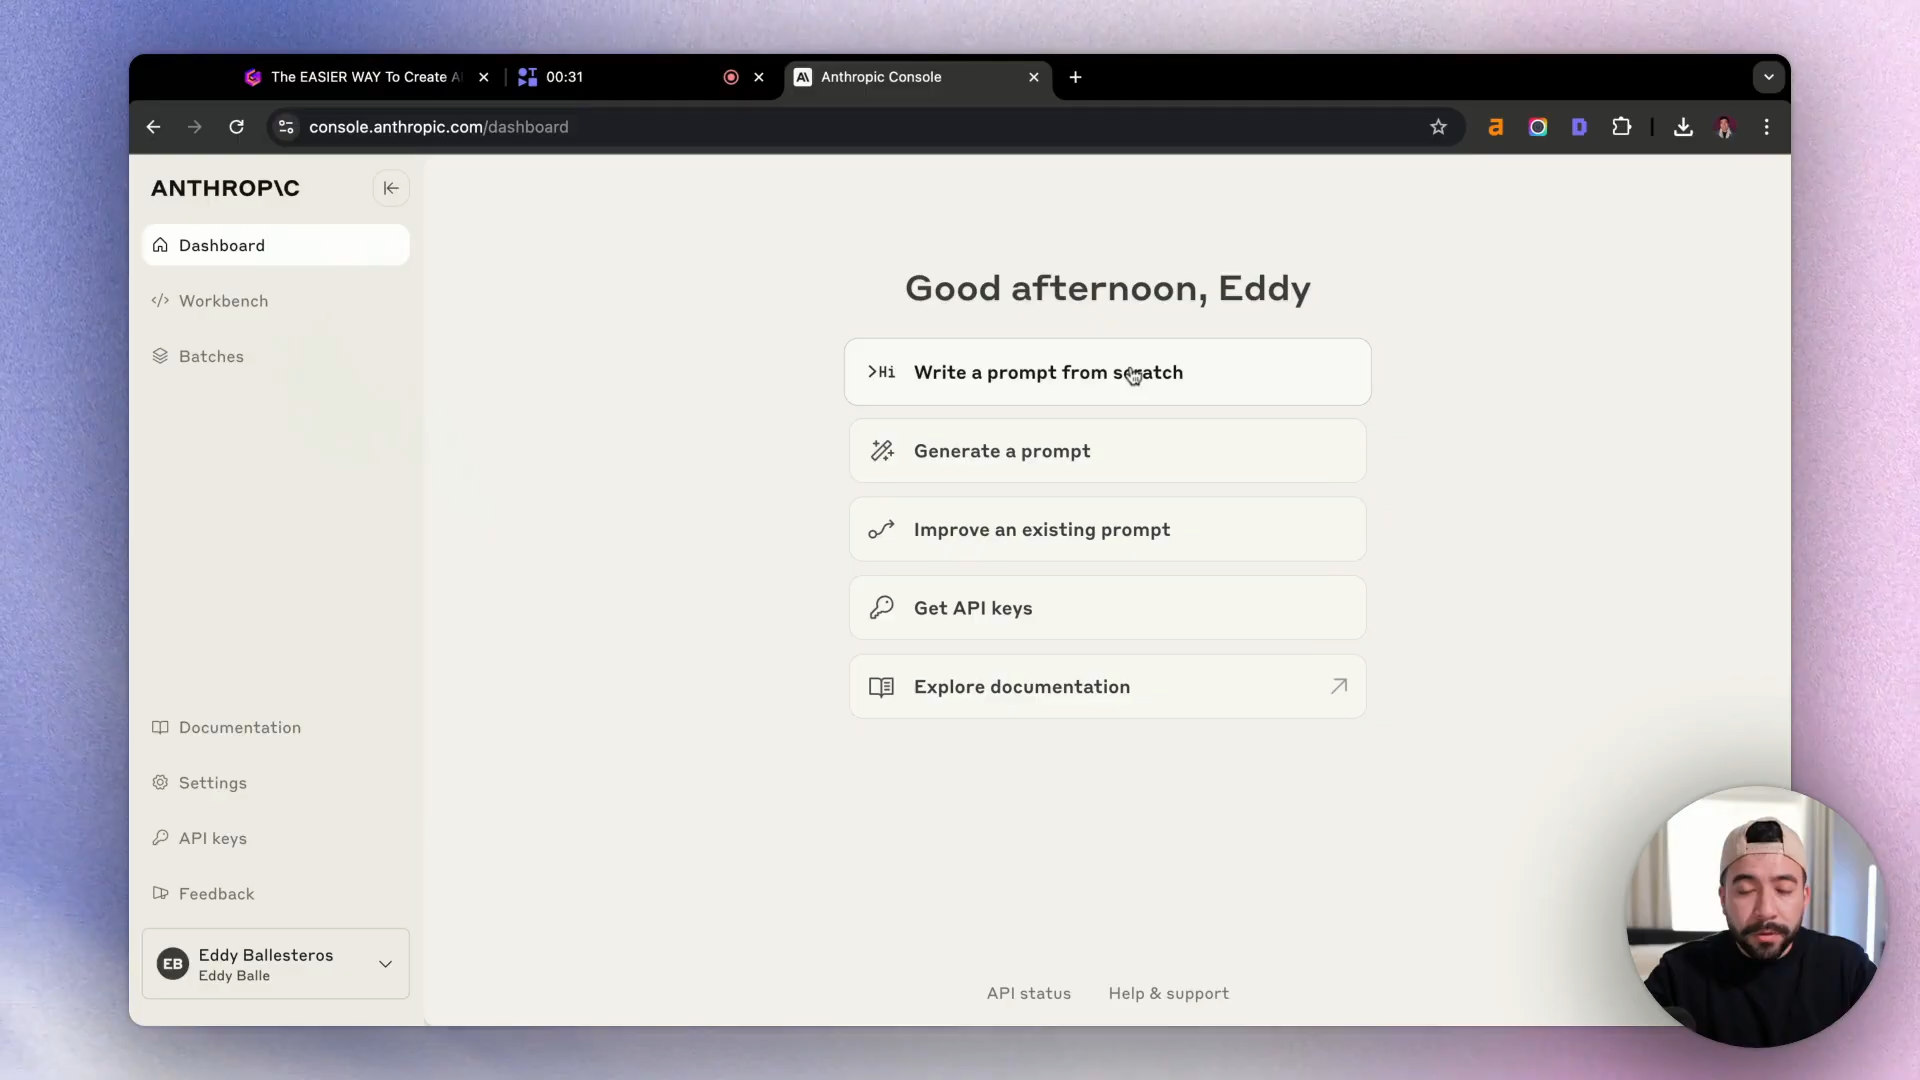 The EASIER WAY To Create A
00:31
Anthropic Console
console.anthropic.com/dashboard
ANTHROP\C
Dashboard
Workbench
Batches
Good afternoon, Eddy
>Hi Write a prompt from scratch
Generate a prompt
Improve an existing prompt
Get API keys
Explore documentation
Documentation
Settings
API keys
Feedback
EB
Eddy Ballesteros
Eddy Balle
API status
Help & support